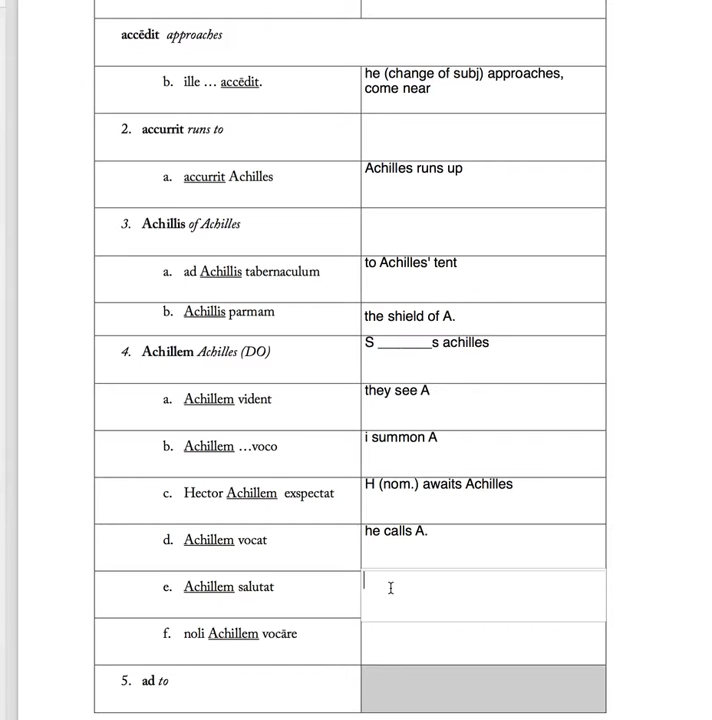 accēdit approaches
b. ille … accēdit.
he (change of subj) approaches,
come near
2. accurrit runs to
a. accurrit Achilles
Achilles runs up
3. Achillis of Achilles
a. ad Achillis tabernaculum
to Achilles' tent
b. Achillis parmam
the shield of A.
4. Achillem Achilles (DO)
S _______s achilles
a. Achillem vident
they see A
b. Achillem …voco
i summon A
c. Hector Achillem exspectat
H (nom.) awaits Achilles
d. Achillem vocat
he calls A.
e. Achillem salutat
f. noli Achillem vocāre
5. ad to